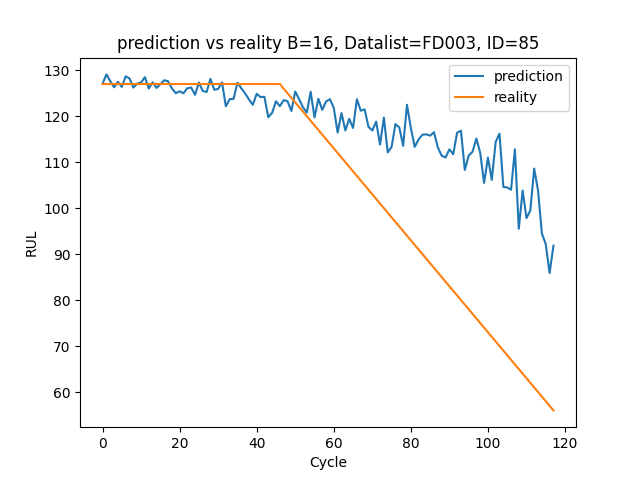 prediction vs reality B=16, Datalist=FD003, ID=85
prediction
reality
130
120
110
100
90
80
70
60
RUL
0 20 40 60 80 100 120
Cycle